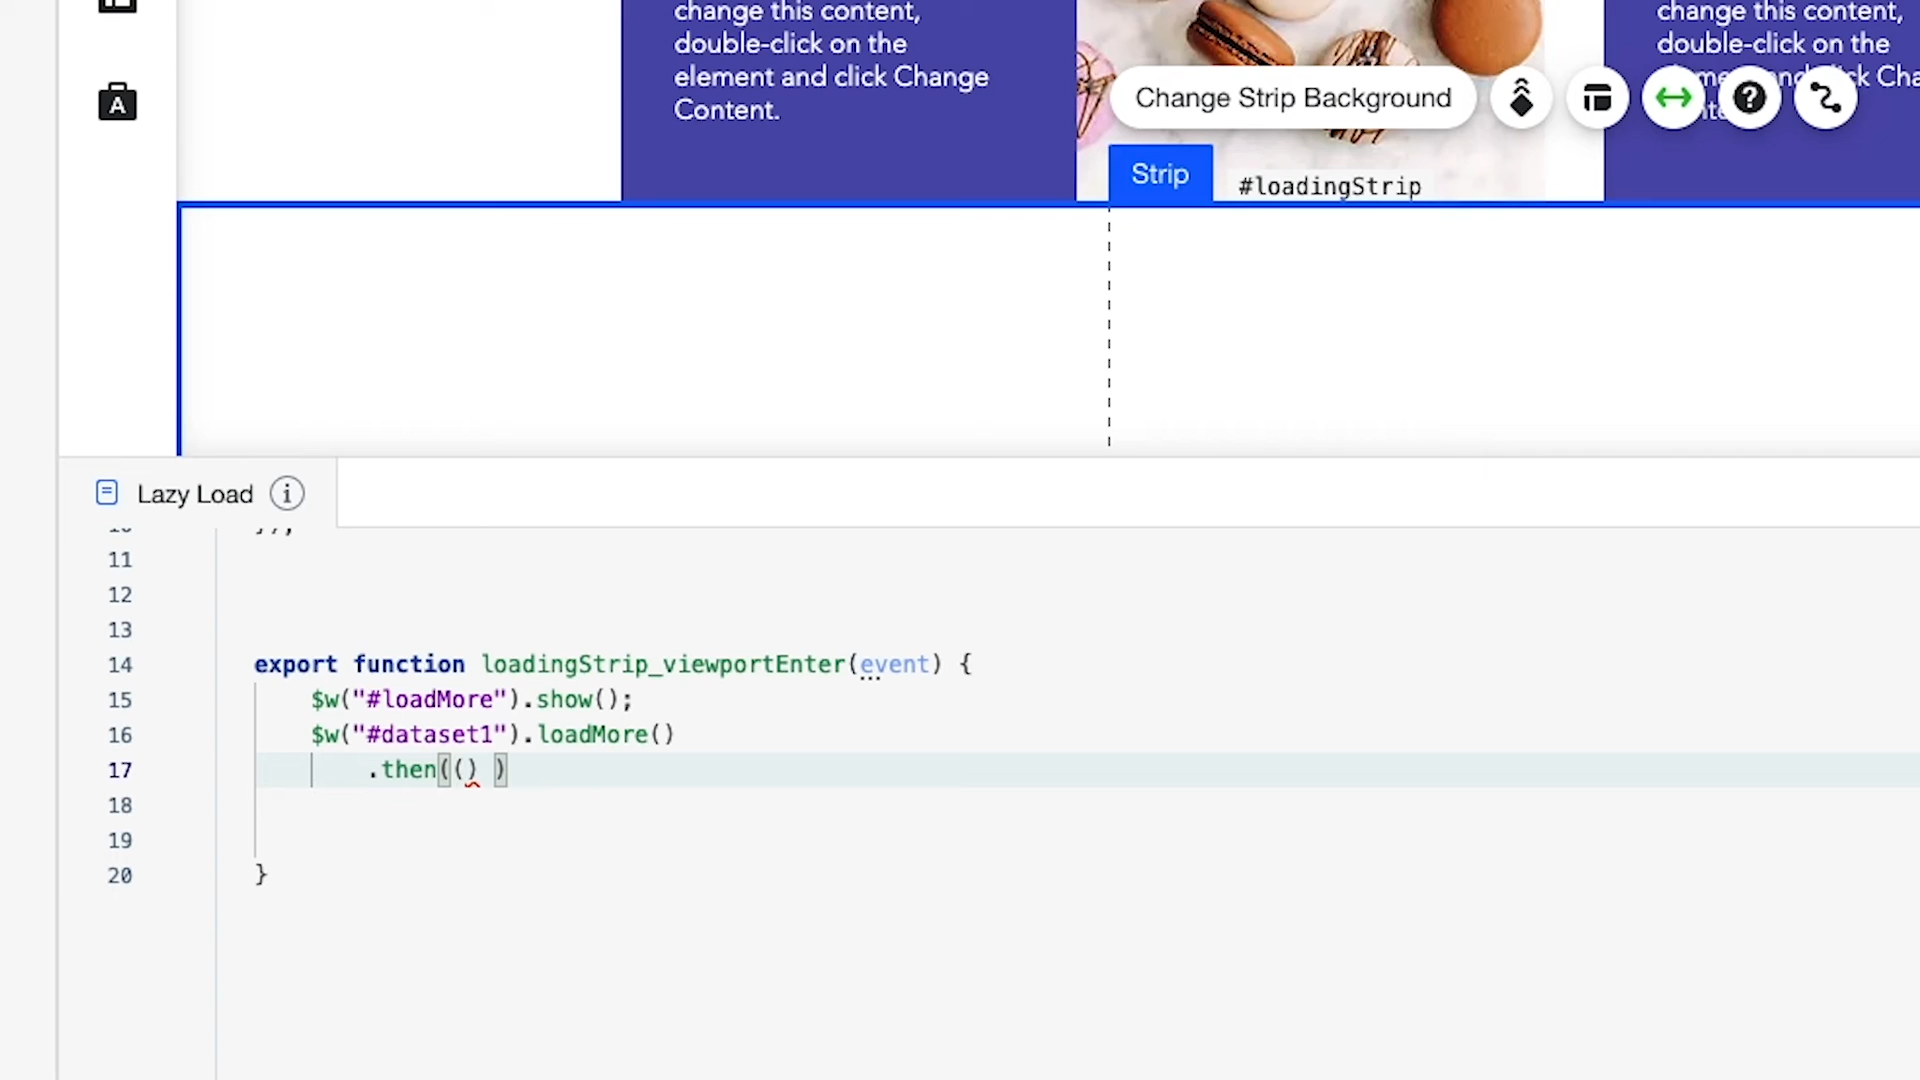 change this content,
double-click on the
element and click Change
Content.
change this content,
double-click on the
Change Strip Background
Strip
#loadingStrip
A
Lazy Load
11
12
13
14 export function loadingStrip_viewportEnter(event) {
15 $w("#loadMore").show();
16 $w("#dataset1").loadMore()
17 .then(() )
18
19
20 }